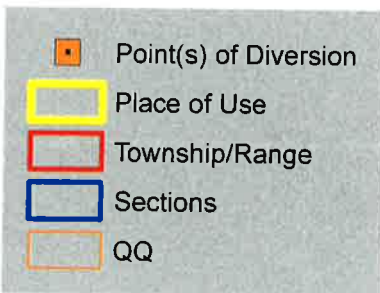 Point(s) of Diversion
Place of Use
Township/Range
Sections
QQ